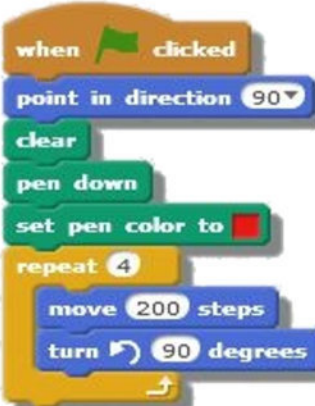 when clicked
point in direction 90
clear
pen down
set pen color to
repeat 4
move 200 steps
turn 90 degrees